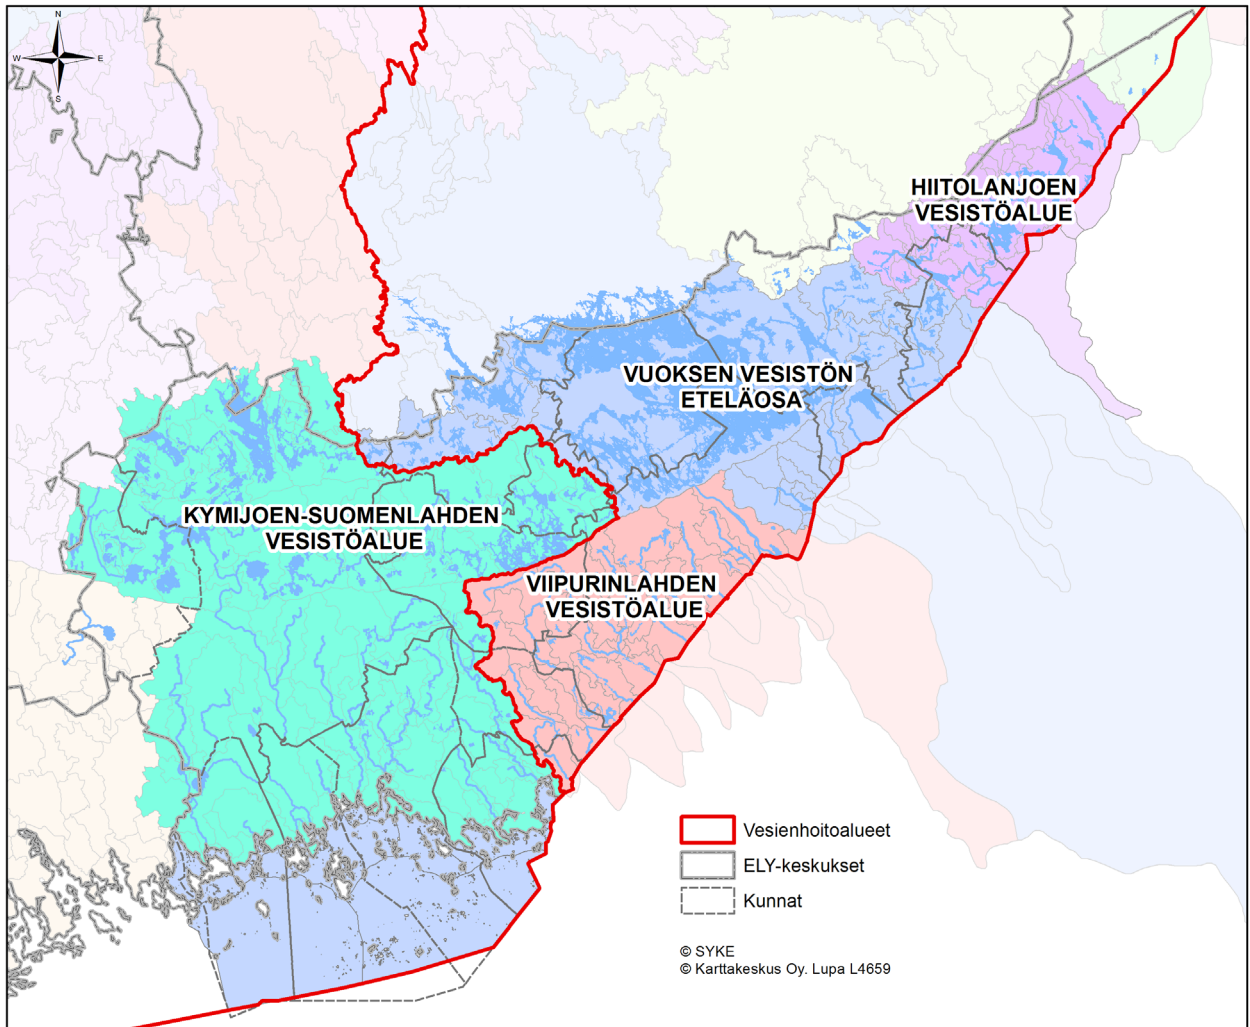 N
W
E
S
HIITOLANJOEN
VESISTÖALUE
VUOKSEN VESISTÖN
ETELÄOSA
KYMIJOEN-SUOMENLAHDEN
VESISTÖALUE
VIIPURINLAHDEN
VESISTÖALUE
Vesienhoitoalueet
ELY-keskukset
Kunnat
© SYKE
© Karttakeskus Oy. Lupa L4659